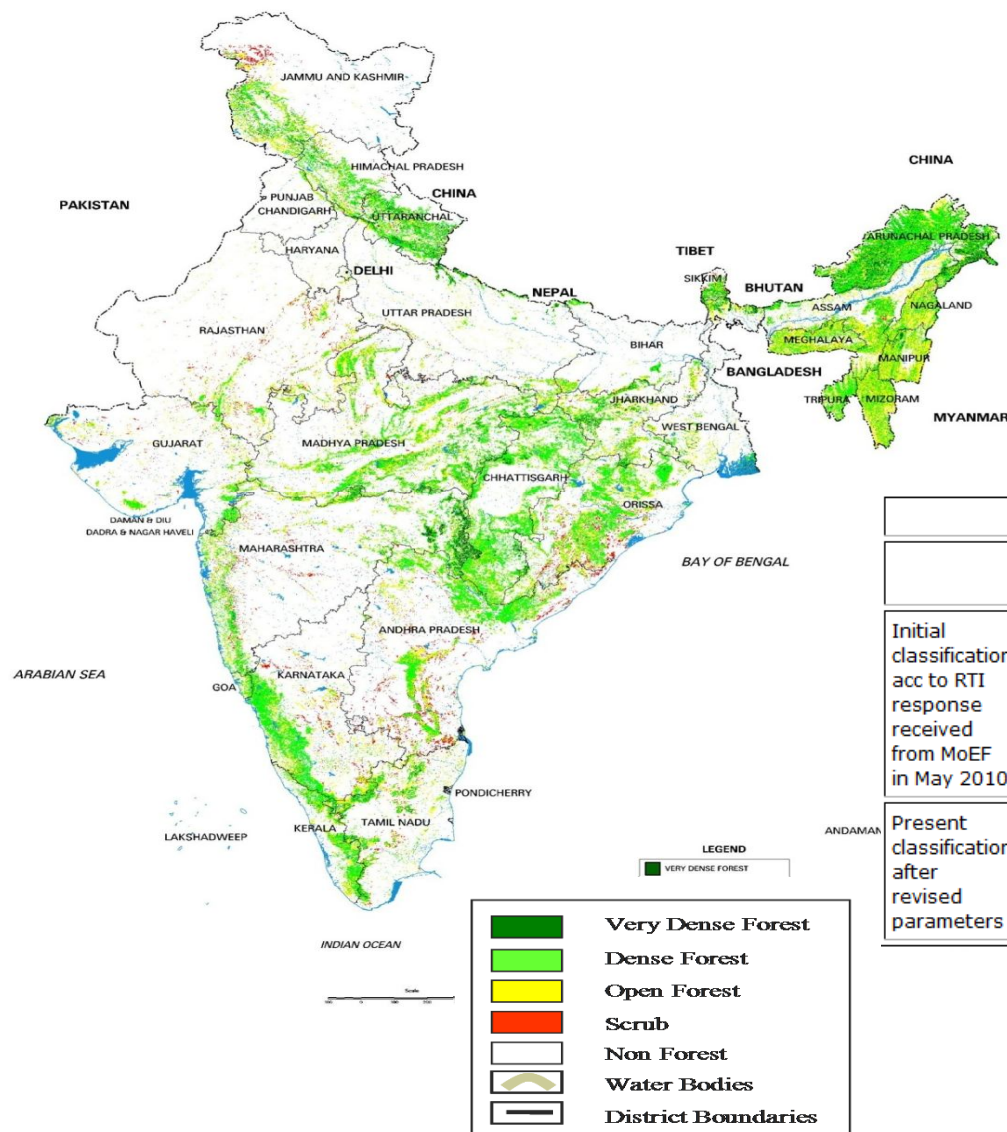 JAMMU AND KASHMIR
HIMACHAL PRADESH
CHINA
CHINA
PAKISTAN
PUNJAB
CHANDIGARH
UTTARANCHAL
ARUNACHAL PRADESH
HARYANA
TIBET
DELHI
SIKKIM
BHUTAN
NEPAL
ASSAM
NAGALAND
RAJASTHAN
UTTAR PRADESH
MEGHALAYA
BIHAR
MANIPUR
BANGLADESH
JHARKHAND
TRIPURA
MIZORAM
MYANMAR
WEST BENGAL
GUJARAT
MADHYA PRADESH
CHHATTISGARH
ORISSA
DAMAN & DIU
DADRA & NAGAR HAVELI
MAHARASHTRA
BAY OF BENGAL
ANDHRA PRADESH
ARABIAN SEA
KARNATAKA
GOA
PONDICHERRY
TAMIL NADU
KERALA
LAKSHADWEEP
ANDAMAN
INDIAN OCEAN
Scale
Initial
classification
acc to RTI
response
received
from MoEF
in May 2010
Present
classification
after
revised
parameters
LEGEND
VERY DENSE FOREST
Very Dense Forest
Dense Forest
Open Forest
Scrub
Non Forest
Water Bodies
District Boundaries